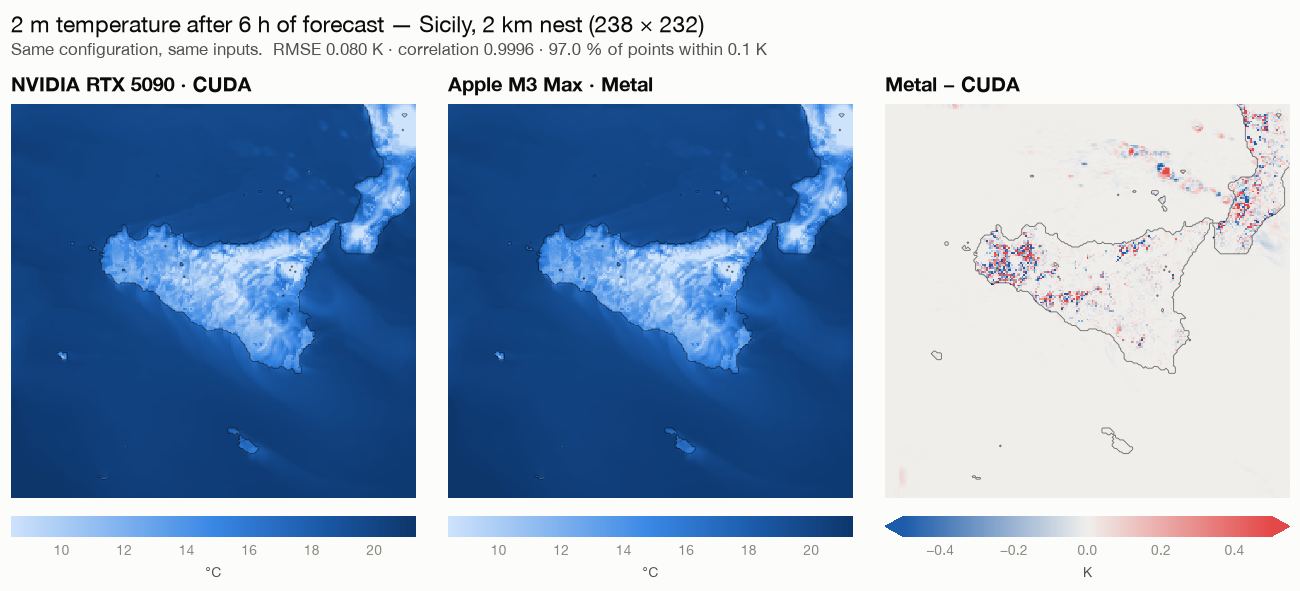 2 m temperature after 6 h of forecast — Sicily, 2 km nest (238 × 232)
Same configuration, same inputs.  RMSE 0.080 K · correlation 0.9996 · 97.0 % of points within 0.1 K
NVIDIA RTX 5090 · CUDA
Apple M3 Max · Metal
Metal – CUDA
10 12 14 16 18 20
°C
10 12 14 16 18 20
°C
−0.4 −0.2 0.0 0.2 0.4
K